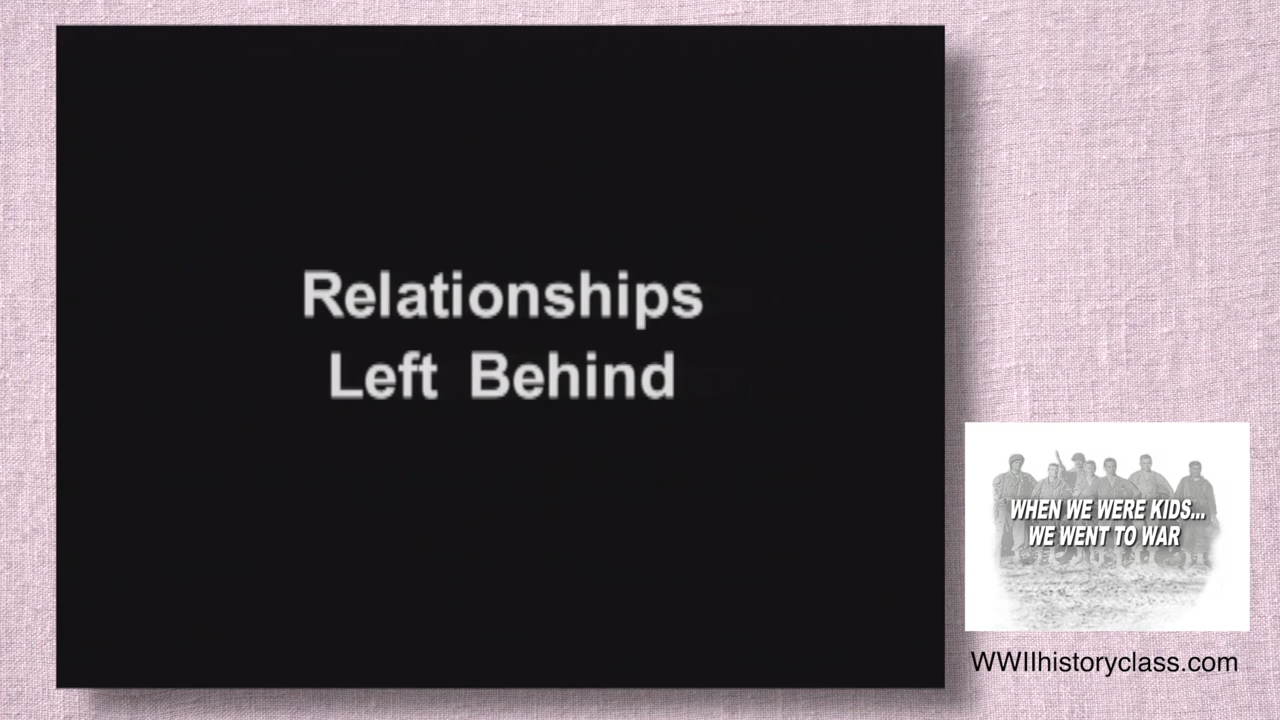 Relationships
Left Behind
WHEN WE WERE KIDS...
WE WENT TO WAR
WWIIhistoryclass.com